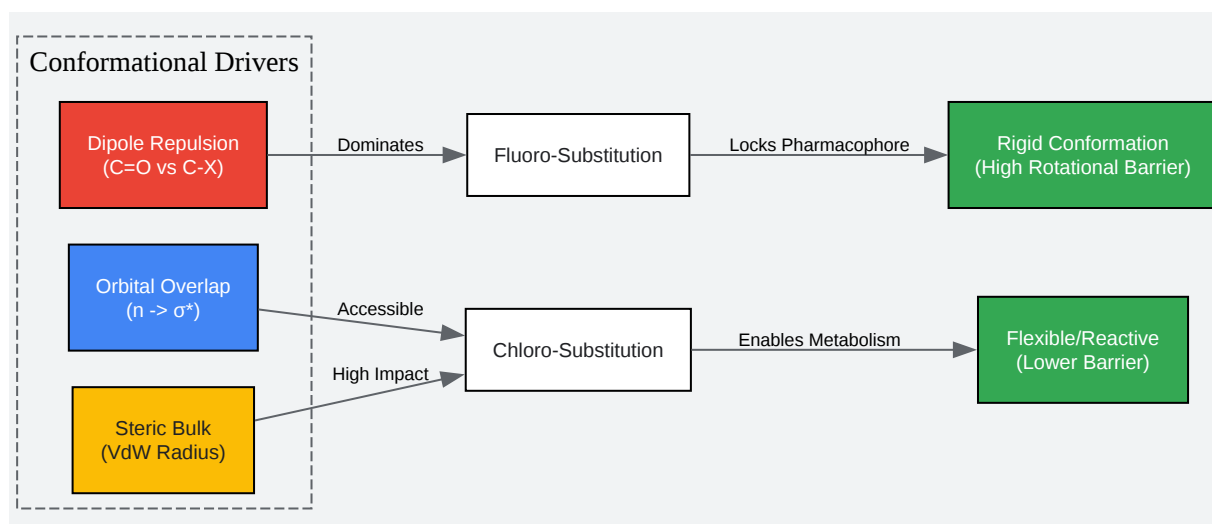 Conformational Drivers
Dipole Repulsion
(C=O vs C-X)
Dominates
Fluoro-Substitution
Locks Pharmacophore
Rigid Conformation
(High Rotational Barrier)
Orbital Overlap
(n -> σ*)
Accessible
Steric Bulk
(VdW Radius)
High Impact
Chloro-Substitution
Enables Metabolism
Flexible/Reactive
(Lower Barrier)